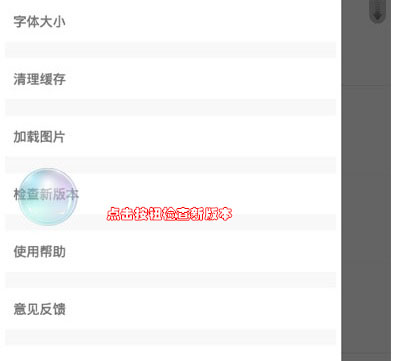 字体大小
清理缓存
加载图片
检查新版本
点击按钮检查新版本
使用帮助
意见反馈